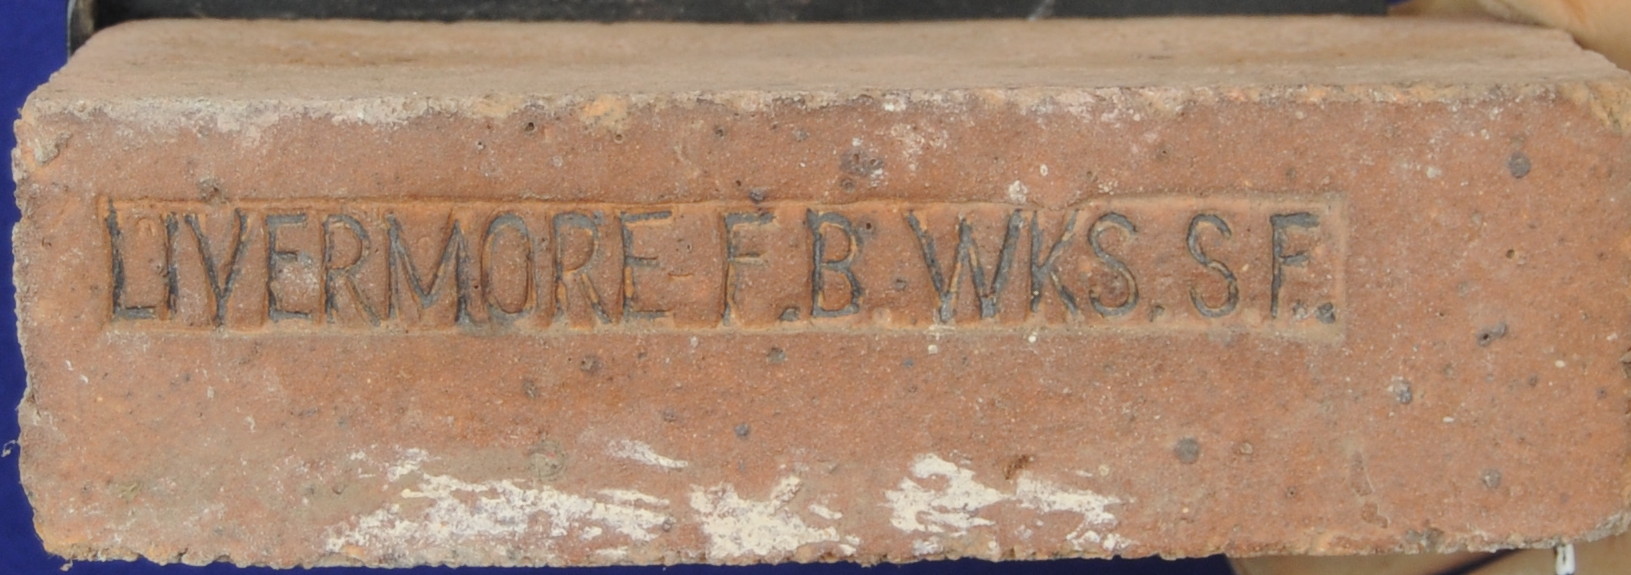 LIVERMORE F.B. WKS. S.F.